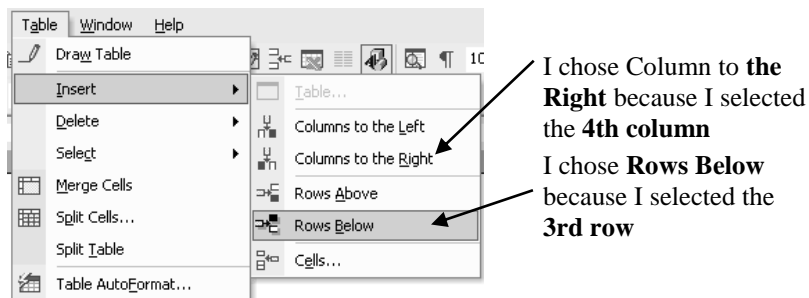 Table Window Help
Draw Table
10
Insert
Table...
Delete
Columns to the Left
Select
Columns to the Right
Merge Cells
Rows Above
Split Cells...
Rows Below
Split Table
Cells...
Table AutoFormat...
I chose Column to the
Right because I selected
the 4th column
I chose Rows Below
because I selected the
3rd row